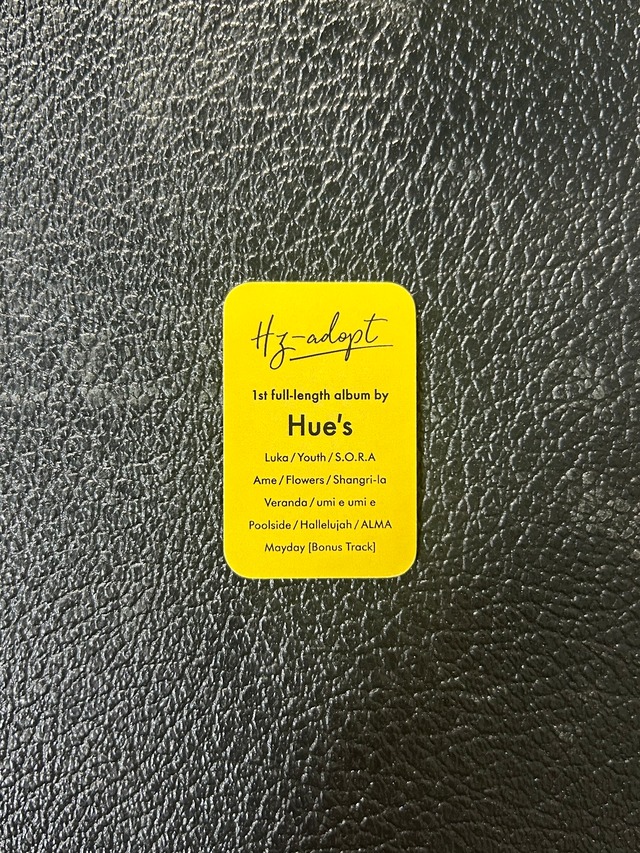 Hz-adopt
1st full-length album by
Hue's
Luka / Youth / S.O.R.A
Ame / Flowers / Shangri-la
Veranda / umi e umi e
Poolside / Hallelujah / ALMA
Mayday [Bonus Track]